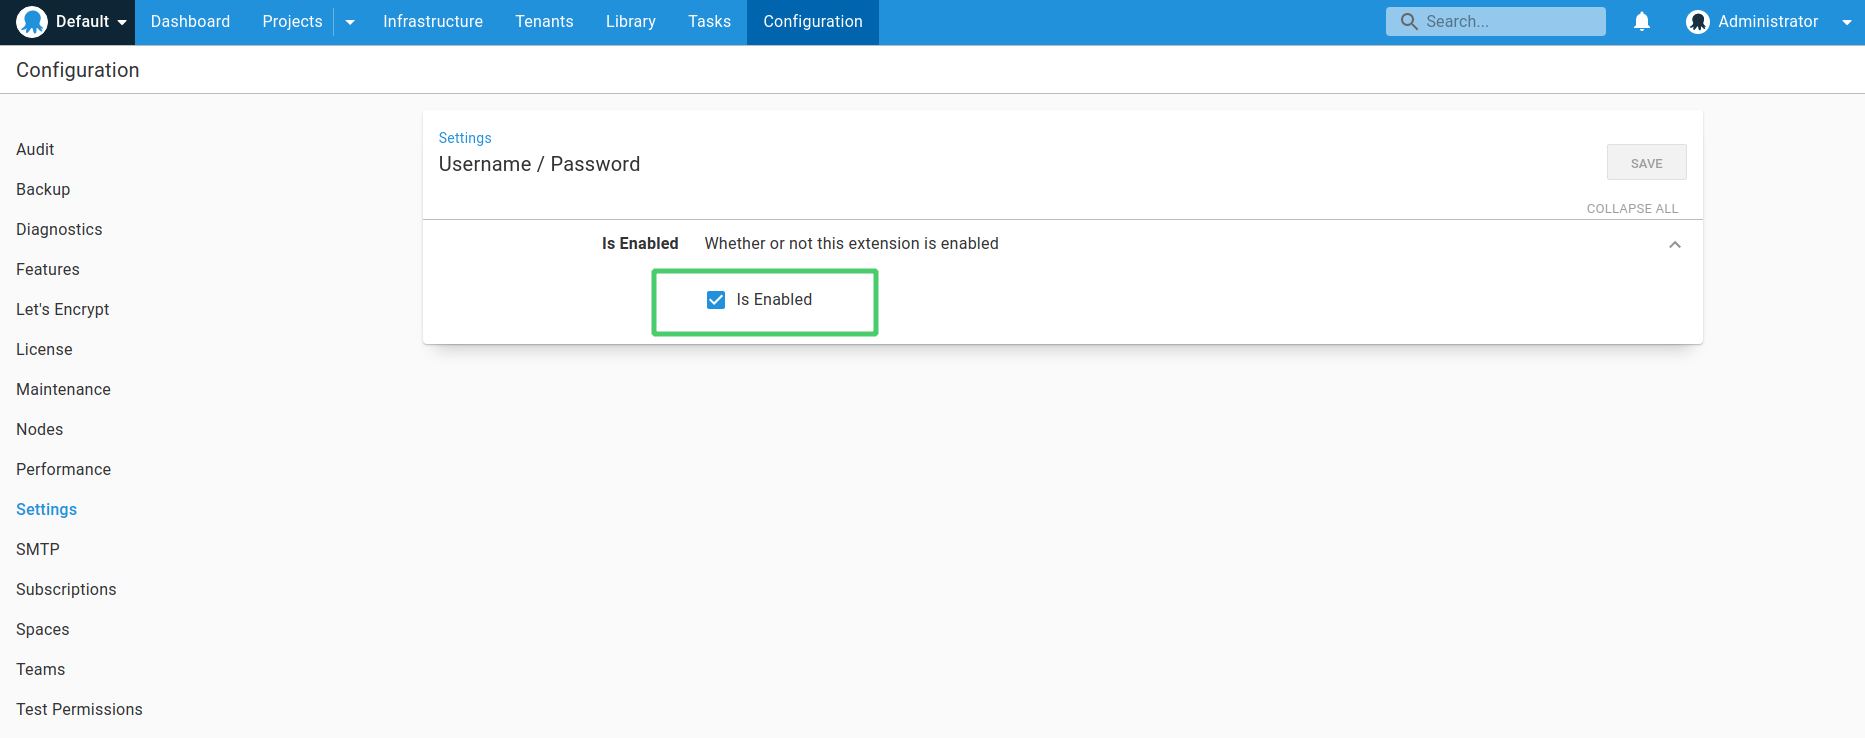 Default Dashboard Projects Infrastructure Tenants Library Tasks Configuration Search... Administrator
Configuration
Audit
Backup
Diagnostics
Features
Let's Encrypt
License
Maintenance
Nodes
Performance
Settings
SMTP
Subscriptions
Spaces
Teams
Test Permissions
Settings
Username / Password
SAVE
COLLAPSE ALL
Is Enabled Whether or not this extension is enabled
Is Enabled